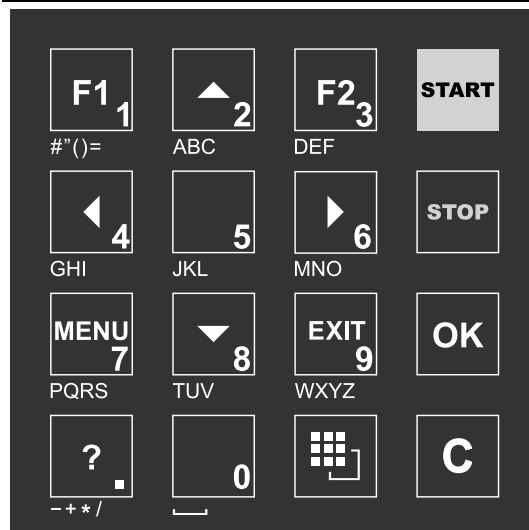 F1 1 ▲ 2 F2 3 START
#”()= ABC DEF
◀ 4 5 ▶ 6 STOP
GHI JKL MNO
MENU 7 ▼ 8 EXIT 9 OK
PQRS TUV WXYZ
? . 0 C
-+*/